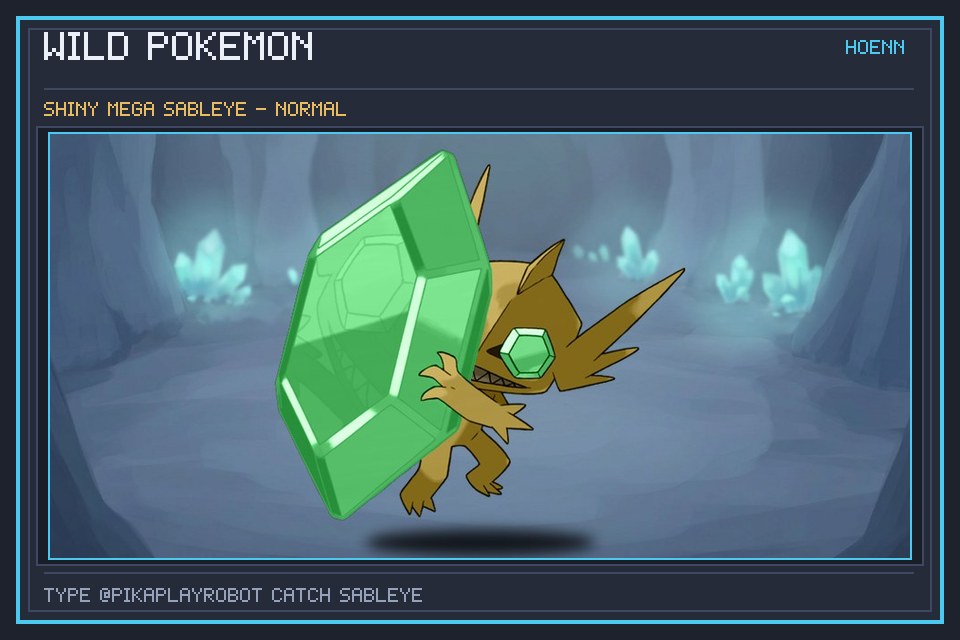 WILD POKEMON
HOENN
SHINY MEGA SABLEYE - NORMAL
TYPE @PIKAPLAYROBOT CATCH SABLEYE